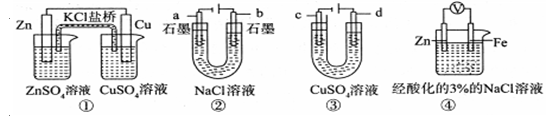 KCl盐桥
Zn Cu
ZnSO₄溶液 CuSO₄溶液
①
a b
石墨 石墨
NaCl溶液
②
c d
CuSO₄溶液
③
V
Zn Fe
经酸化的3%的NaCl溶液
④